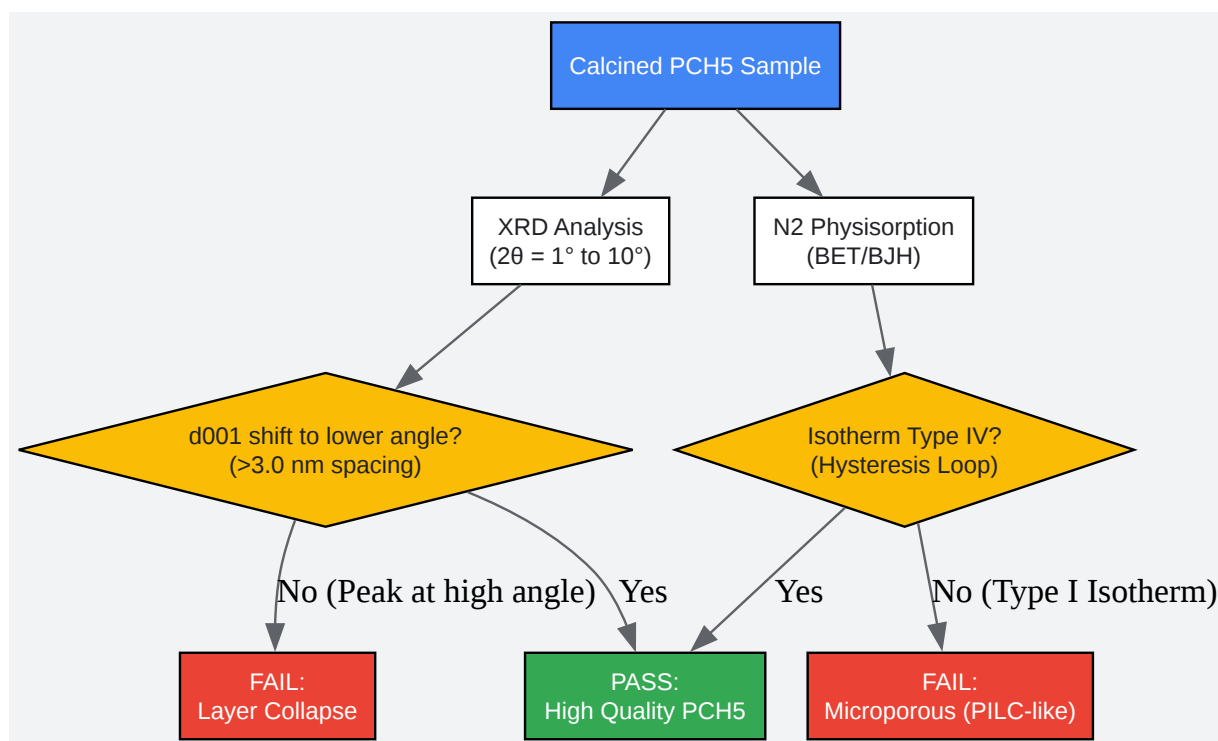 Calcined PCH5 Sample
XRD Analysis
(2θ = 1° to 10°)
N2 Physisorption
(BET/BJH)
d001 shift to lower angle?
(>3.0 nm spacing)
Isotherm Type IV?
(Hysteresis Loop)
No (Peak at high angle)
Yes
Yes
No (Type I Isotherm)
FAIL:
Layer Collapse
PASS:
High Quality PCH5
FAIL:
Microporous (PILC-like)